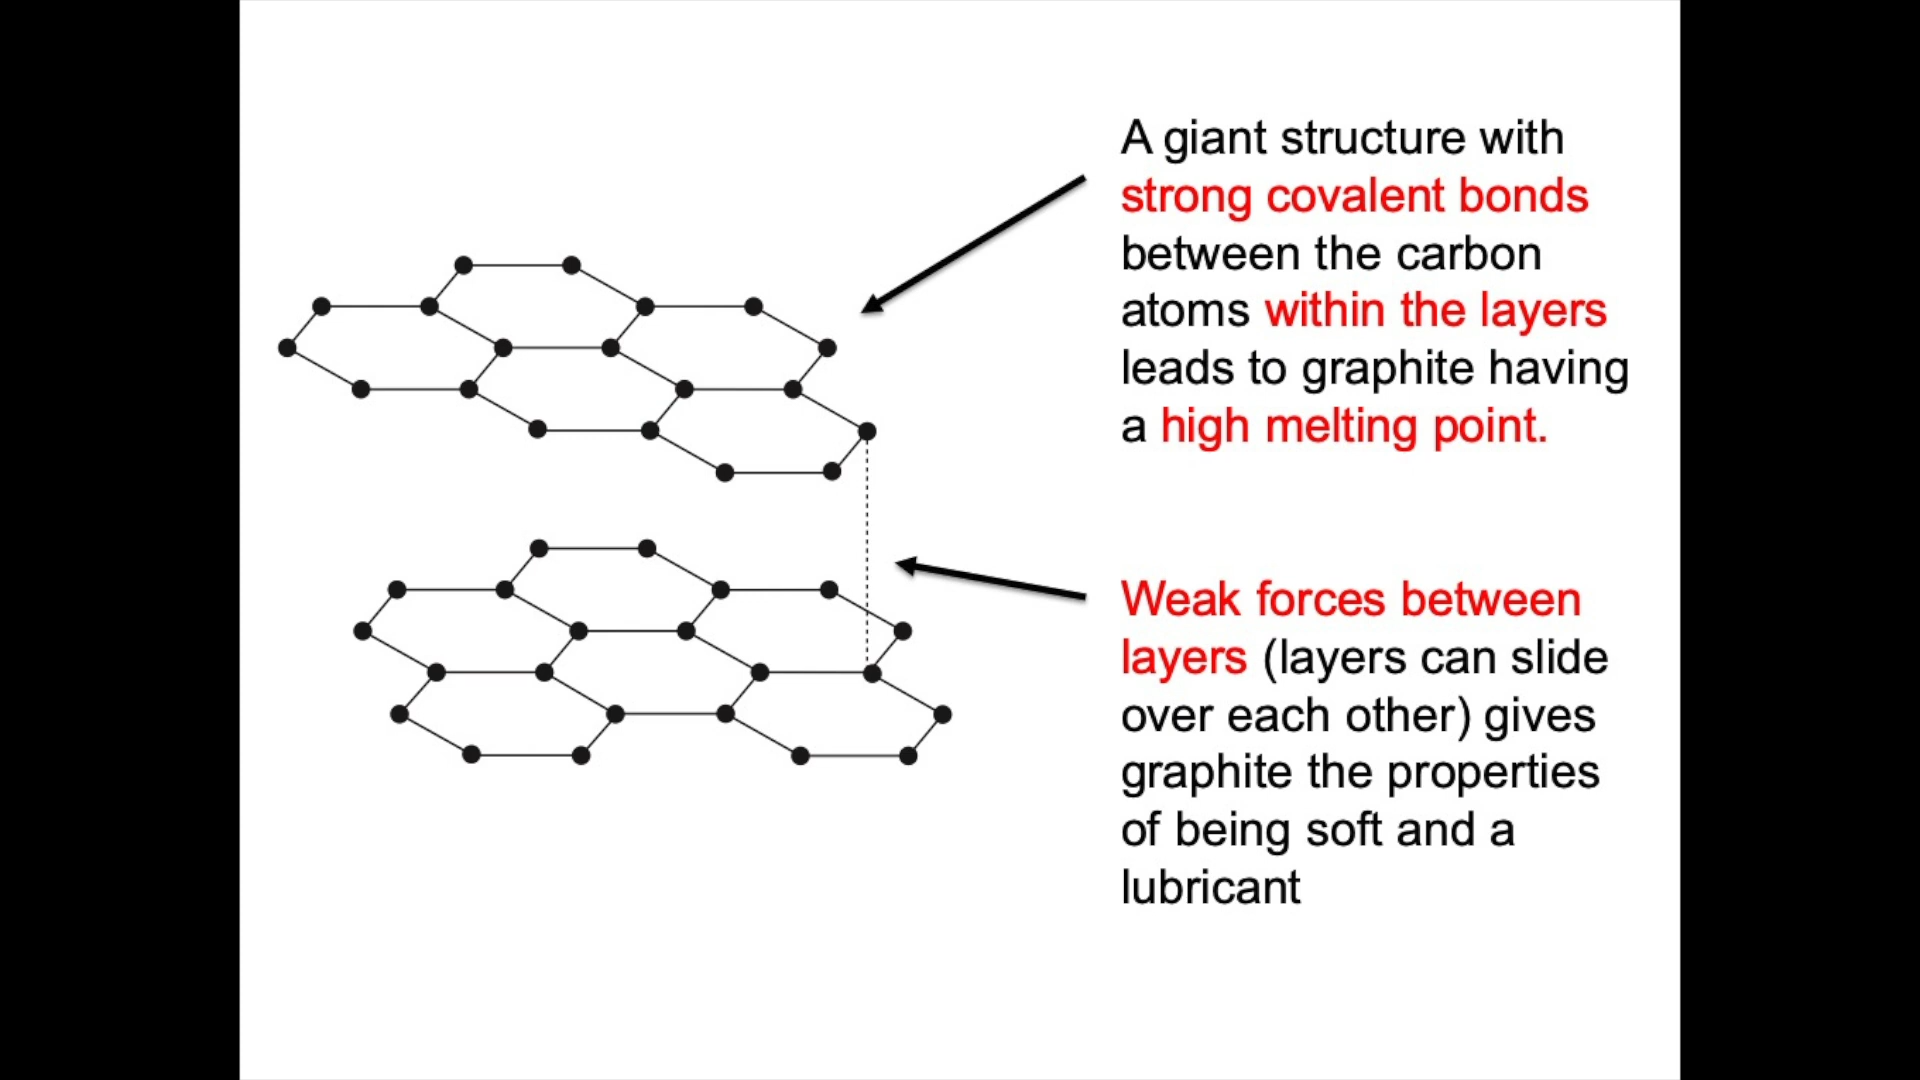 A giant structure with
strong covalent bonds
between the carbon
atoms within the layers
leads to graphite having
a high melting point.
Weak forces between
layers (layers can slide
over each other) gives
graphite the properties
of being soft and a
lubricant